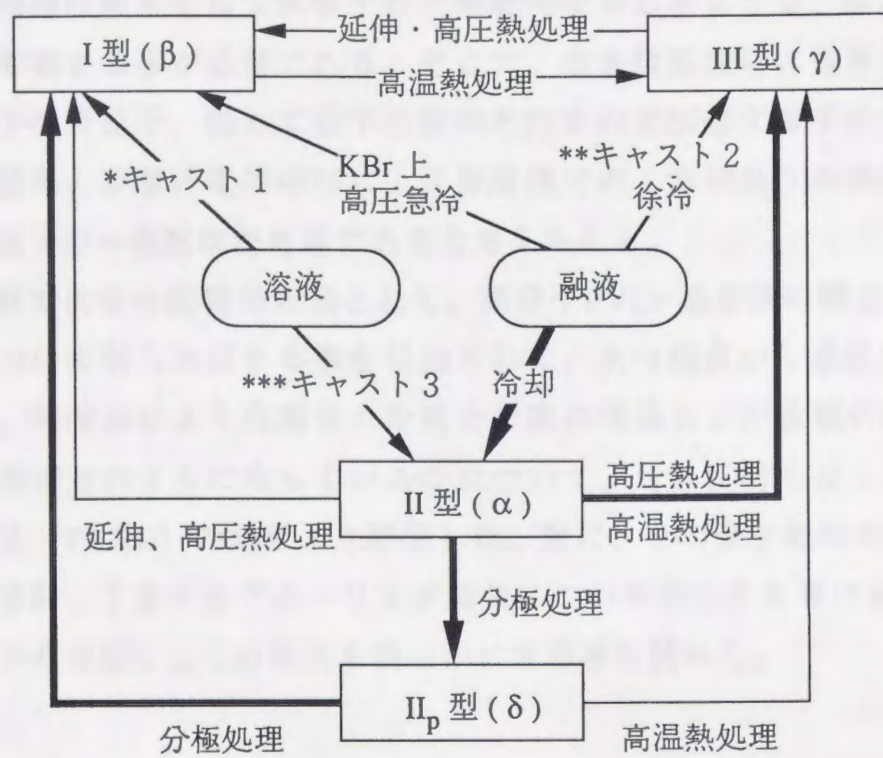 I 型 ( β )
延伸・高圧熱処理
高温熱処理
III 型 ( γ )
*キャスト1
KBr上
高圧急冷
**キャスト2
徐冷
溶液
融液
***キャスト3
冷却
II 型 ( α )
高圧熱処理
高温熱処理
延伸、高圧熱処理
分極処理
IIp 型 ( δ )
分極処理
高温熱処理